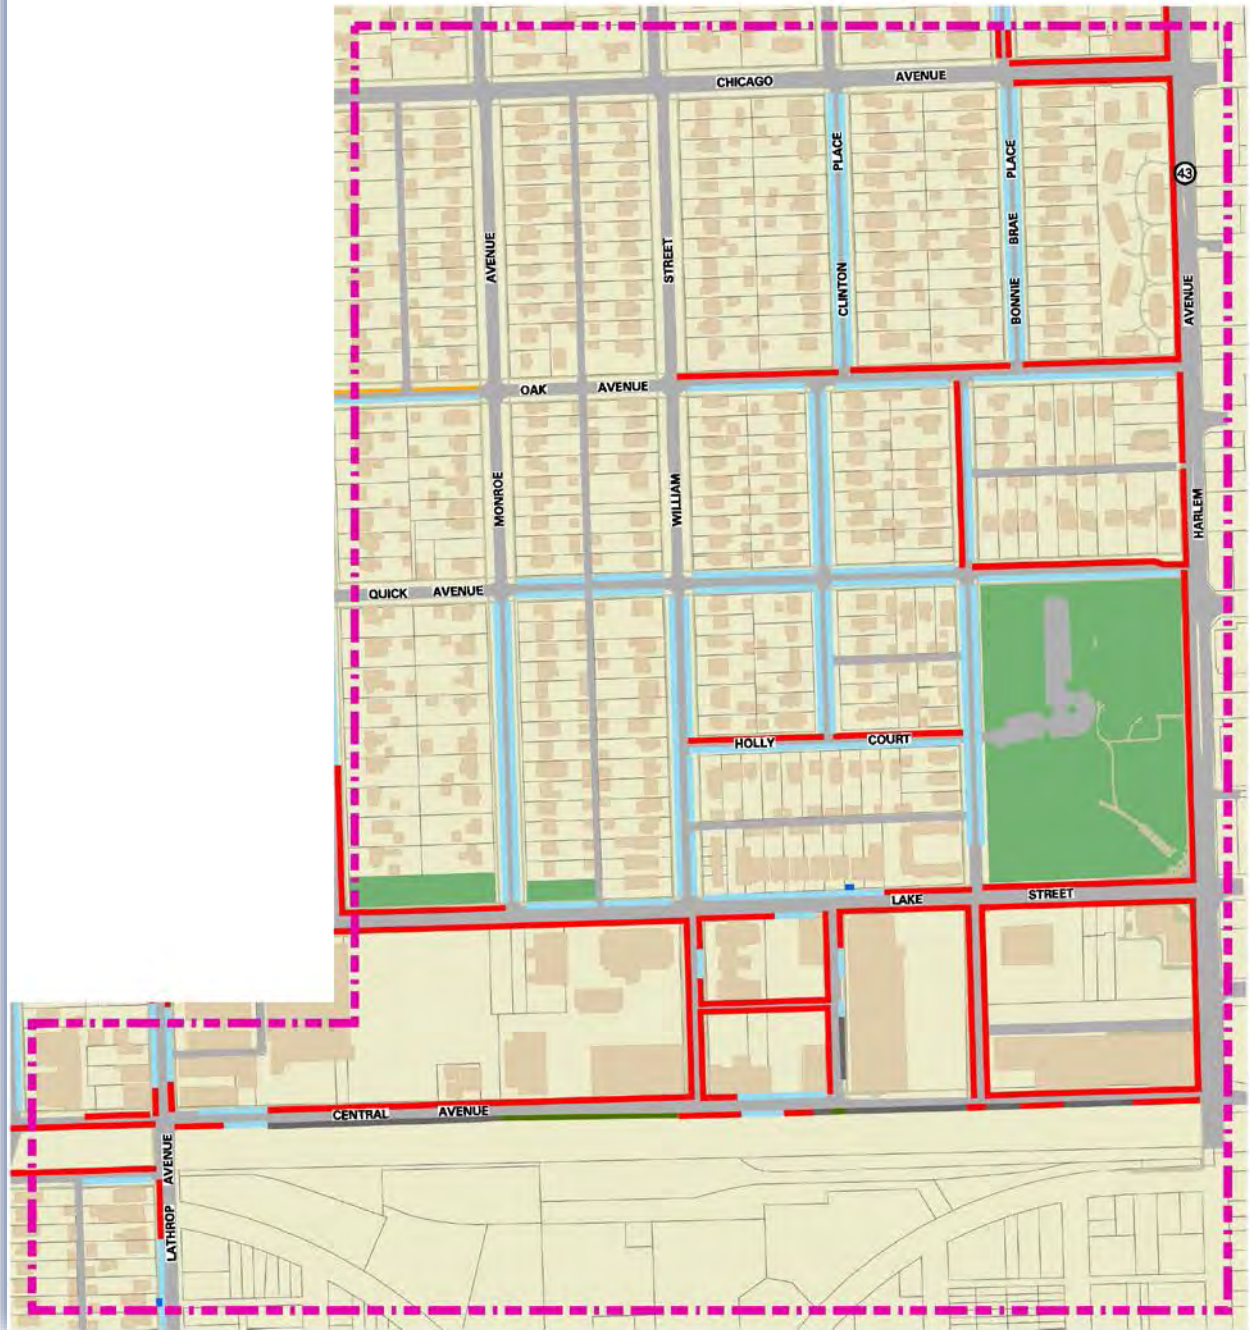 CHICAGO AVENUE
PLACE
PLACE
43
BRAE
AVENUE
STREET
CLINTON
BONNIE
AVENUE
OAK AVENUE
MONROE
WILLIAM
HARLEM
QUICK AVENUE
HOLLY COURT
LAKE STREET
CENTRAL AVENUE
AVENUE
LATHROP